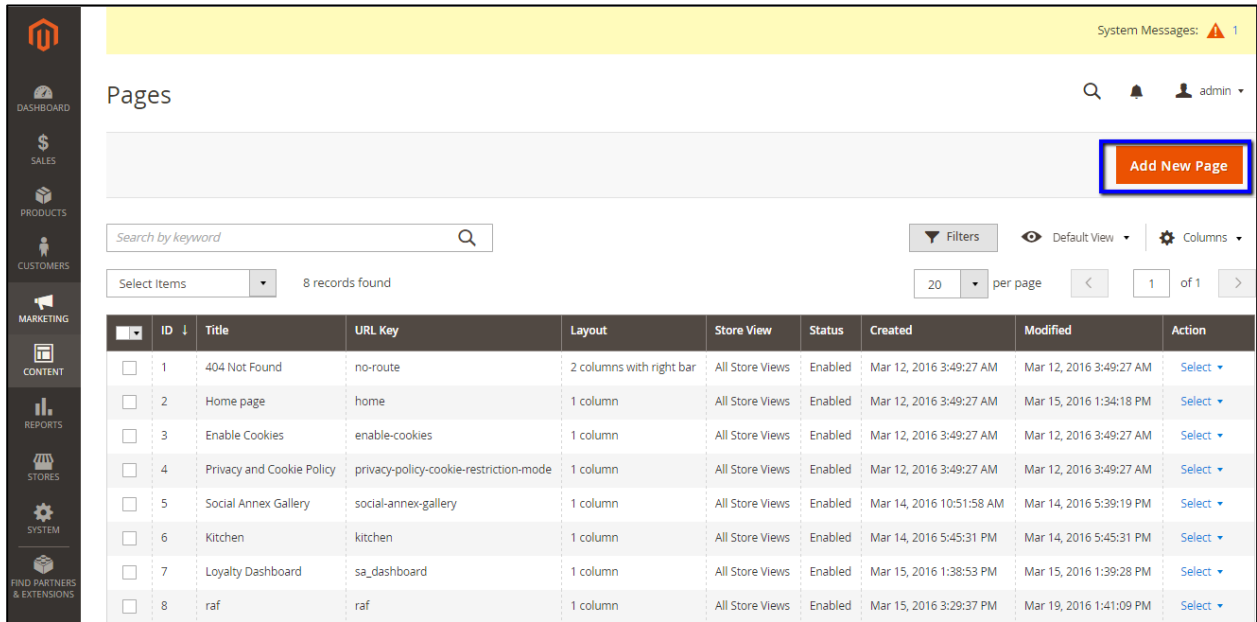 System Messages: 1
DASHBOARD
SALES
PRODUCTS
CUSTOMERS
MARKETING
CONTENT
REPORTS
STORES
SYSTEM
FIND PARTNERS
& EXTENSIONS
Pages
admin
Add New Page
Search by keyword
Filters Default View Columns
Select Items 8 records found 20 per page 1 of 1
ID Title URL Key Layout Store View Status Created Modified Action
1 404 Not Found no-route 2 columns with right bar All Store Views Enabled Mar 12, 2016 3:49:27 AM Mar 12, 2016 3:49:27 AM Select
2 Home page home 1 column All Store Views Enabled Mar 12, 2016 3:49:27 AM Mar 15, 2016 1:34:18 PM Select
3 Enable Cookies enable-cookies 1 column All Store Views Enabled Mar 12, 2016 3:49:27 AM Mar 12, 2016 3:49:27 AM Select
4 Privacy and Cookie Policy privacy-policy-cookie-restriction-mode 1 column All Store Views Enabled Mar 12, 2016 3:49:27 AM Mar 12, 2016 3:49:27 AM Select
5 Social Annex Gallery social-annex-gallery 1 column All Store Views Enabled Mar 14, 2016 10:51:58 AM Mar 14, 2016 5:39:19 PM Select
6 Kitchen kitchen 1 column All Store Views Enabled Mar 14, 2016 5:45:31 PM Mar 14, 2016 5:45:31 PM Select
7 Loyalty Dashboard sa_dashboard 1 column All Store Views Enabled Mar 15, 2016 1:38:53 PM Mar 15, 2016 1:39:28 PM Select
8 raf raf 1 column All Store Views Enabled Mar 15, 2016 3:29:37 PM Mar 19, 2016 1:41:09 PM Select